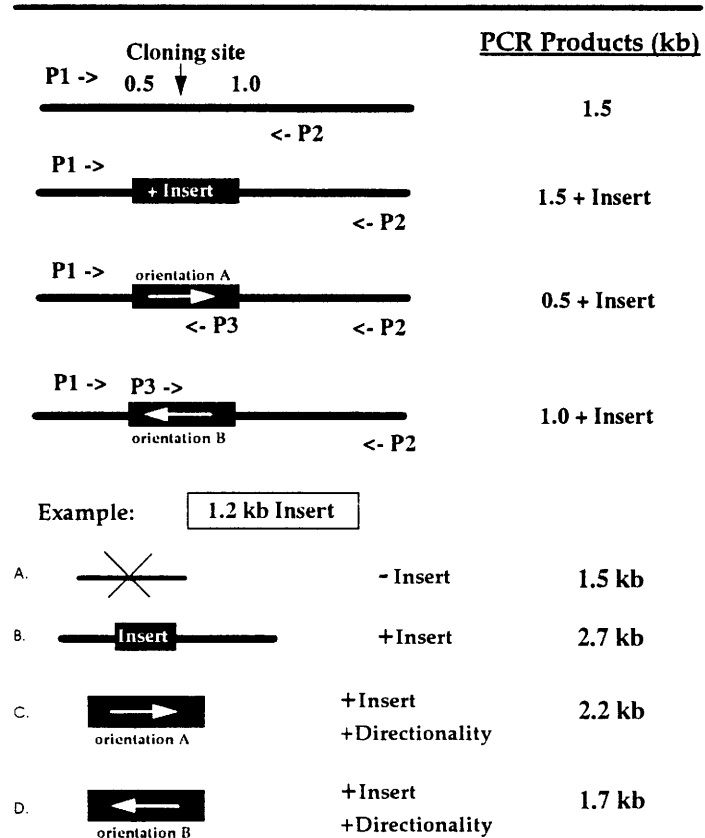 PCR Products (kb)
Cloning site
P1 -> 0.5 1.0
1.5
<- P2
P1 ->
+ Insert
1.5 + Insert
<- P2
P1 ->
orientation A
0.5 + Insert
<- P3 <- P2
P1 -> P3 ->
1.0 + Insert
orientation B
<- P2
Example: 1.2 kb Insert
A. - Insert 1.5 kb
B. Insert +Insert 2.7 kb
C. +Insert 2.2 kb
orientation A +Directionality
D. +Insert 1.7 kb
orientation B +Directionality